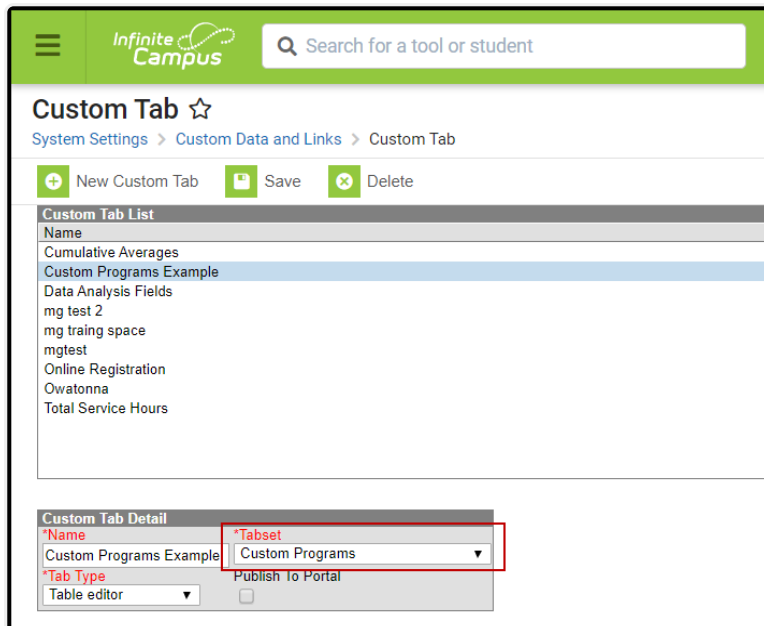 Infinite
Campus
Search for a tool or student
Custom Tab
System Settings > Custom Data and Links > Custom Tab
New Custom Tab Save Delete
Custom Tab List
Name
Cumulative Averages
Custom Programs Example
Data Analysis Fields
mg test 2
mg traing space
mgtest
Online Registration
Owatonna
Total Service Hours
Custom Tab Detail
*Name *Tabset
Custom Programs Example Custom Programs
*Tab Type Publish To Portal
Table editor